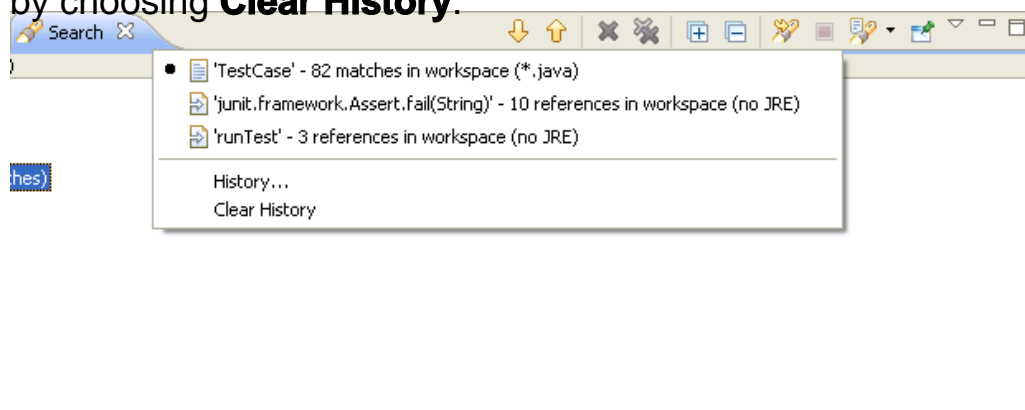 by choosing Clear History.
Search
)
'TestCase' - 82 matches in workspace (*.java)
'junit.framework.Assert.fail(String)' - 10 references in workspace (no JRE)
'runTest' - 3 references in workspace (no JRE)
hes)
History...
Clear History